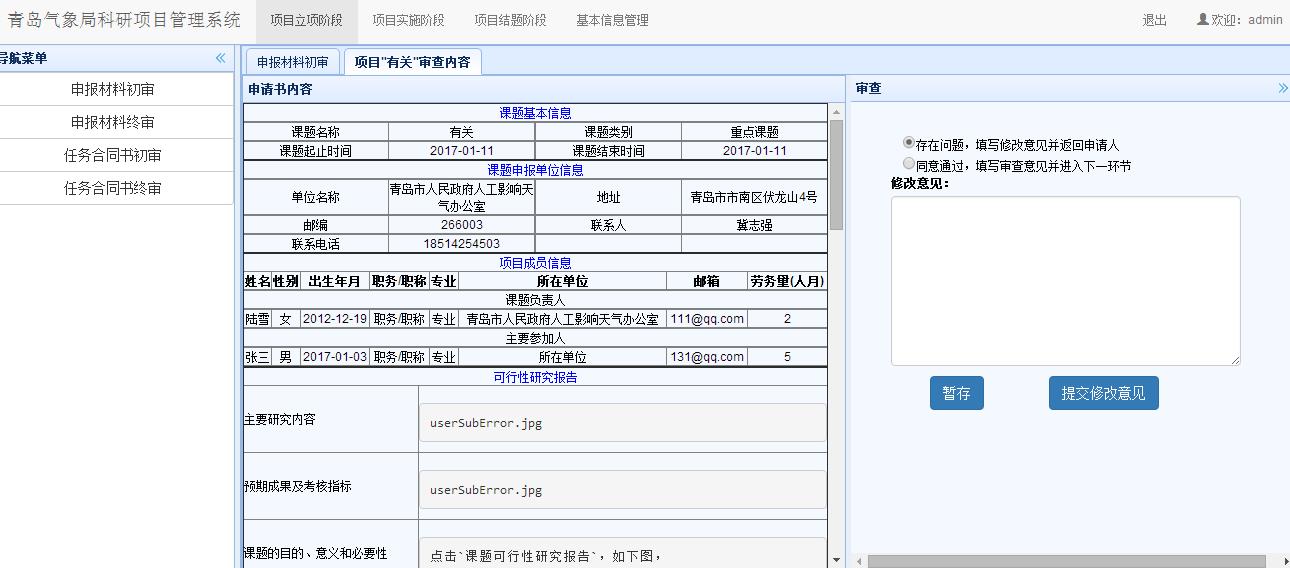 青岛气象局科研项目管理系统 项目立项阶段 项目实施阶段 项目结题阶段 基本信息管理 退出 欢迎：admin
导航菜单
申报材料初审
申报材料终审
任务合同书初审
任务合同书终审
申报材料初审 项目"有关"审查内容
申请书内容
课题基本信息
课题名称 有关 课题类别 重点课题
课题起止时间 2017-01-11 课题结束时间 2017-01-11
课题申报单位信息
单位名称 青岛市人民政府人工影响天气办公室 地址 青岛市市南区伏龙山4号
邮编 266003 联系人 冀志强
联系电话 18514254503
项目成员信息
姓名 性别 出生年月 职务/职称 专业 所在单位 邮箱 劳务量(人月)
课题负责人
陆雪 女 2012-12-19 职务/职称 专业 青岛市人民政府人工影响天气办公室 111@qq.com 2
主要参加人
张三 男 2017-01-03 职务/职称 专业 所在单位 131@qq.com 5
可行性研究报告
主要研究内容 userSubError.jpg
预期成果及考核指标 userSubError.jpg
课题的目的、意义和必要性 点击`课题可行性研究报告`，如下图，
审查
存在问题，填写修改意见并返回申请人
同意通过，填写审查意见并进入下一环节
修改意见：
暂存 提交修改意见